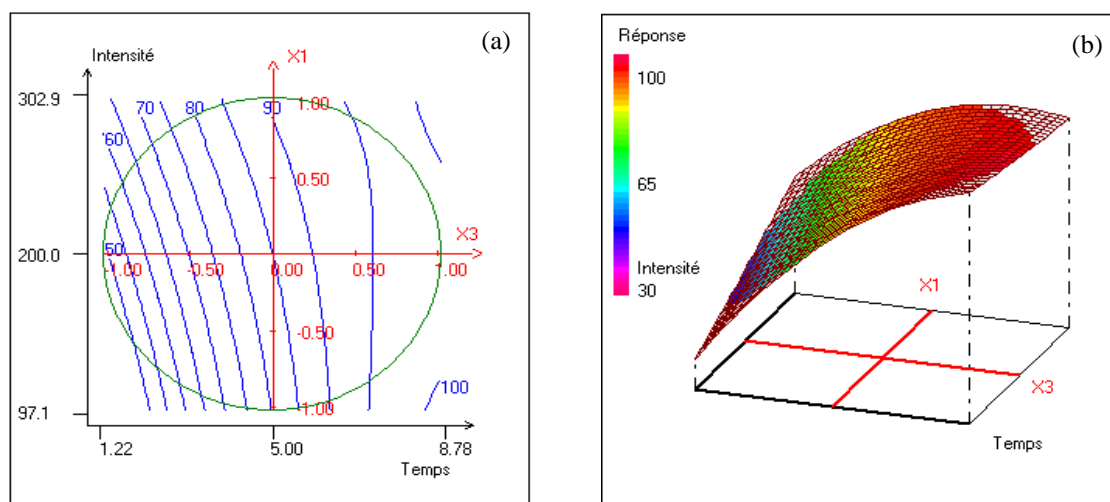 (a)
Intensité
X1
302.9
70
80
90
1.00
60
0.50
X3
200.0
50
-1.00
-0.50
0.00
0.50
1.00
-0.50
100
97.1
-1.00
1.22
5.00
8.78
Temps
(b)
Réponse
100
65
Intensité
30
X1
X3
Temps